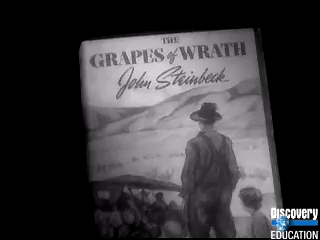 THE
GRAPES of WRATH
John Steinbeck
Discovery
EDUCATION